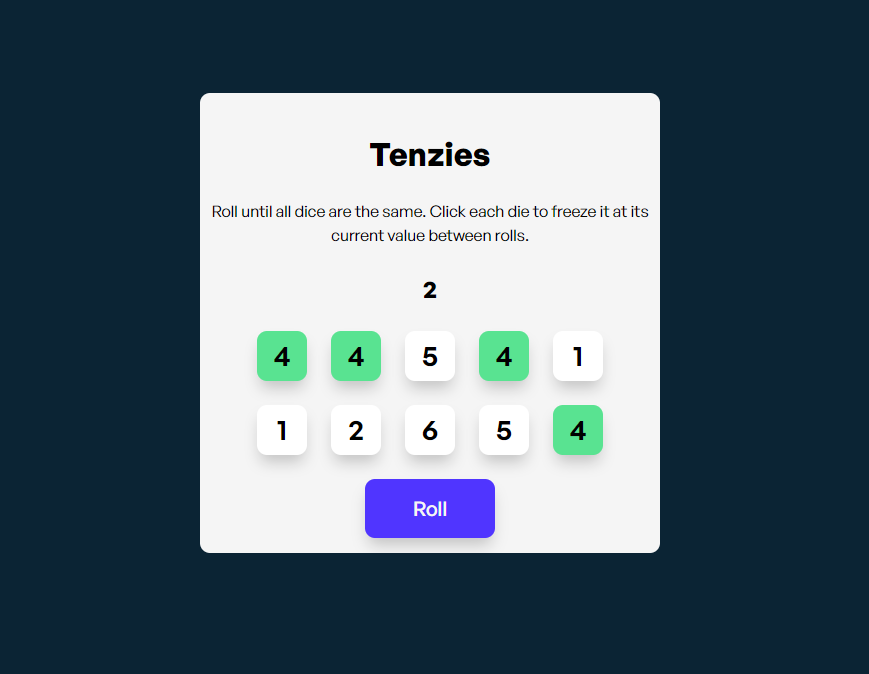 Tenzies
Roll until all dice are the same. Click each die to freeze it at its
current value between rolls.
2
4 4 5 4 1
1 2 6 5 4
Roll